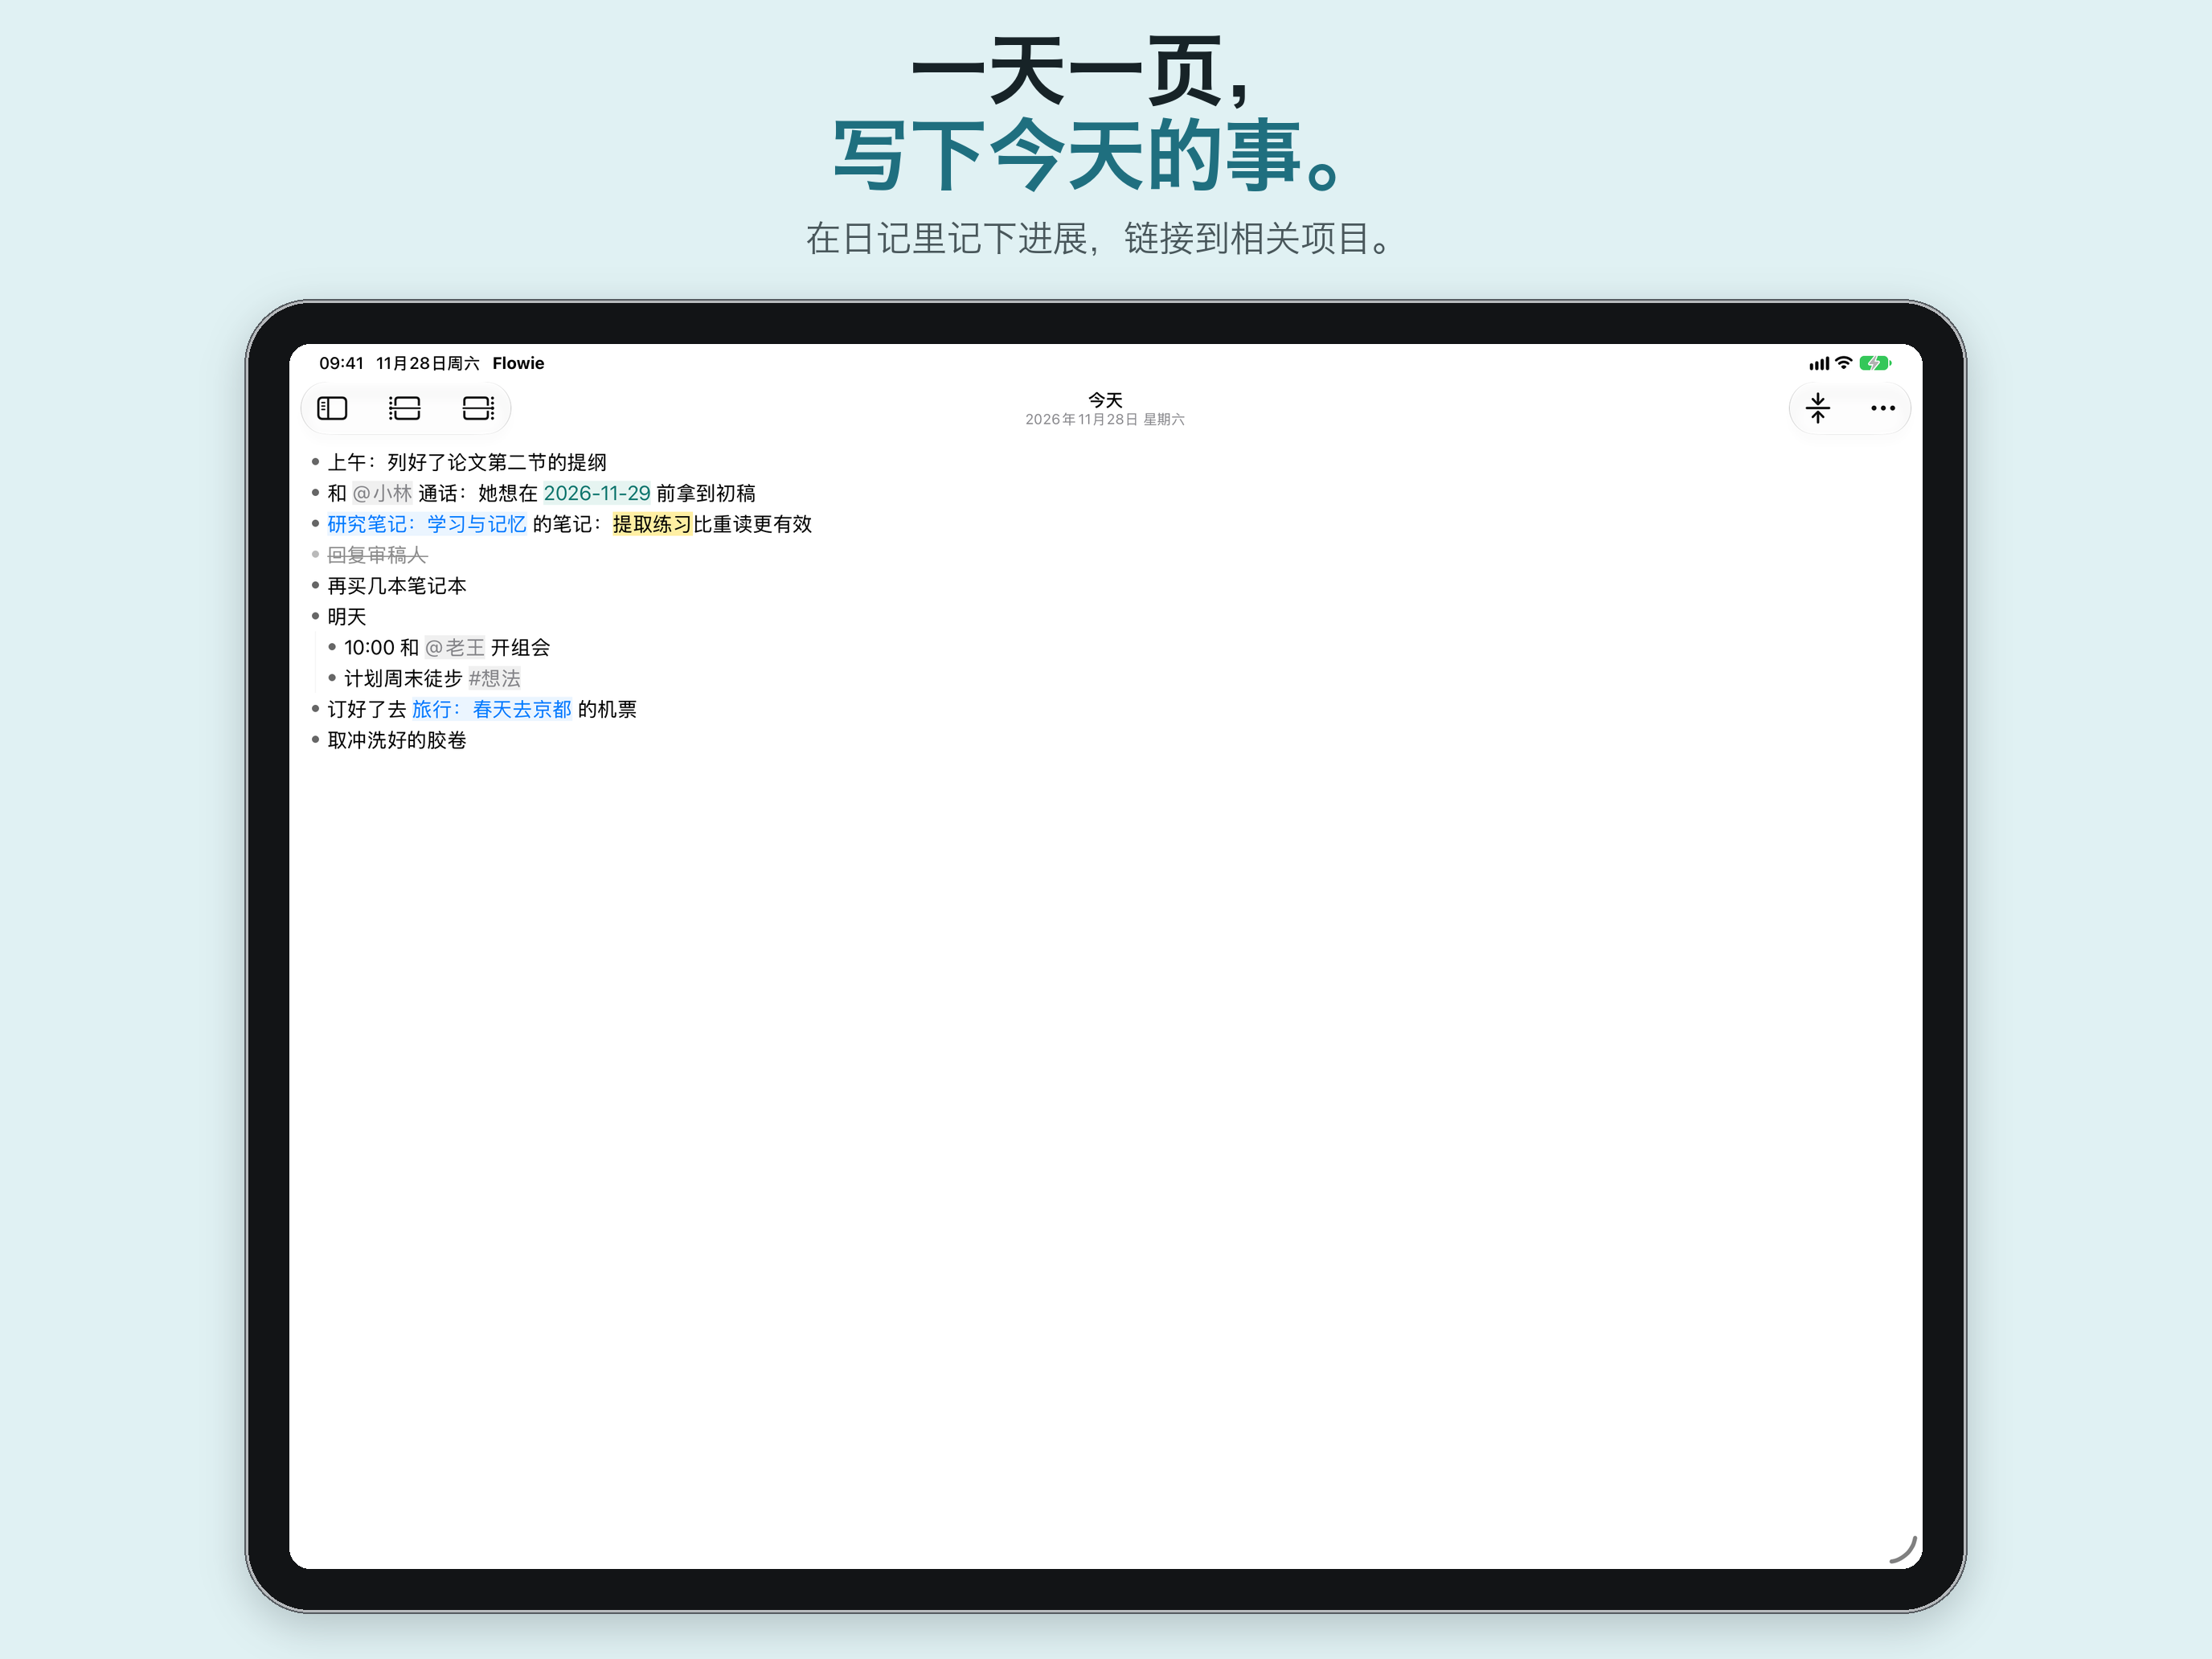 一天一页，
写下今天的事。
在日记里记下进展，链接到相关项目。
09:41 11月28日周六 Flowie
今天
2026年11月28日 星期六
上午：列好了论文第二节的提纲
和 @小林 通话：她想在 2026-11-29 前拿到初稿
研究笔记：学习与记忆 的笔记：提取练习比重读更有效
回复审稿人
再买几本笔记本
明天
10:00 和 @老王 开组会
计划周末徒步 #想法
订好了去 旅行：春天去京都 的机票
取冲洗好的胶卷